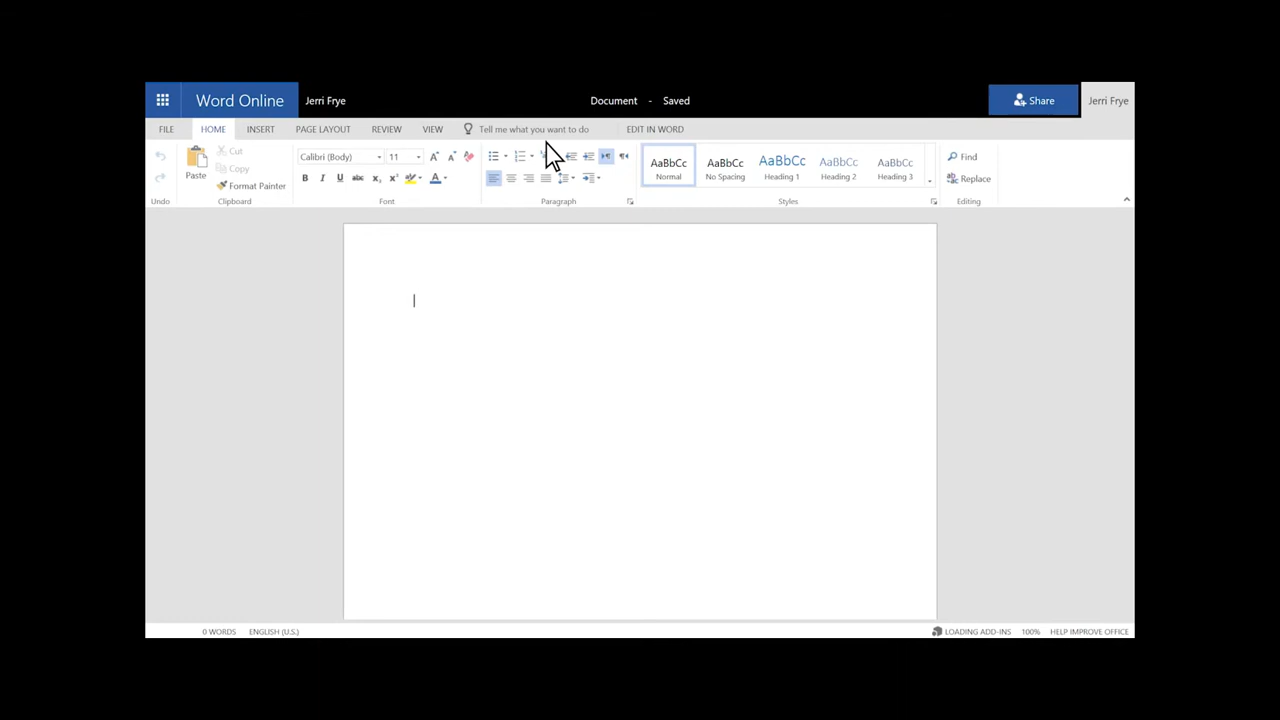 Word Online Jerri Frye Document - Saved Share Jerri Frye
FILE HOME INSERT PAGE LAYOUT REVIEW VIEW Tell me what you want to do EDIT IN WORD
Paste Cut Copy Format Painter
Calibri (Body) 11
B I U abc x₂ x² A
AaBbCc AaBbCc AaBbCc AaBbCc AaBbCc
Normal No Spacing Heading 1 Heading 2 Heading 3
Find
Replace
Undo Clipboard Font Paragraph Styles Editing
0 WORDS ENGLISH (U.S.) LOADING ADD-INS 100% HELP IMPROVE OFFICE